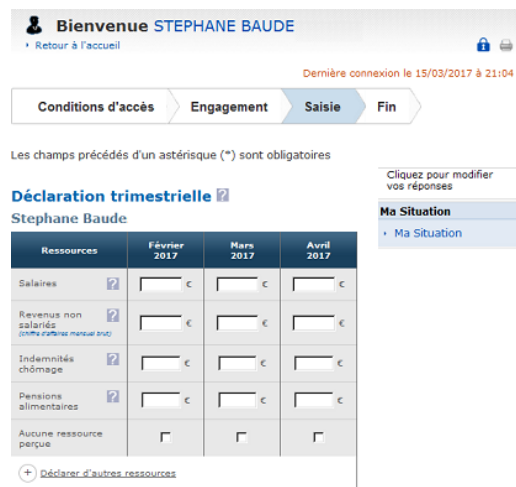 Bienvenue STEPHANE BAUDE
Retour à l'accueil
Dernière connexion le 15/03/2017 à 21:04
Conditions d'accès Engagement Saisie Fin
Les champs précédés d'un astérisque (*) sont obligatoires
Cliquez pour modifier
vos réponses
Ma Situation
Ma Situation
Déclaration trimestrielle ?
Stephane Baude
Ressources Février 2017 Mars 2017 Avril 2017
Salaires ? € € €
Revenus non ?
salariés € € €
(chiffre d'affaires mensuel brut)
Indemnités ?
chômage € € €
Pensions ?
alimentaires € € €
Aucune ressource
perçue
+ Déclarer d'autres ressources